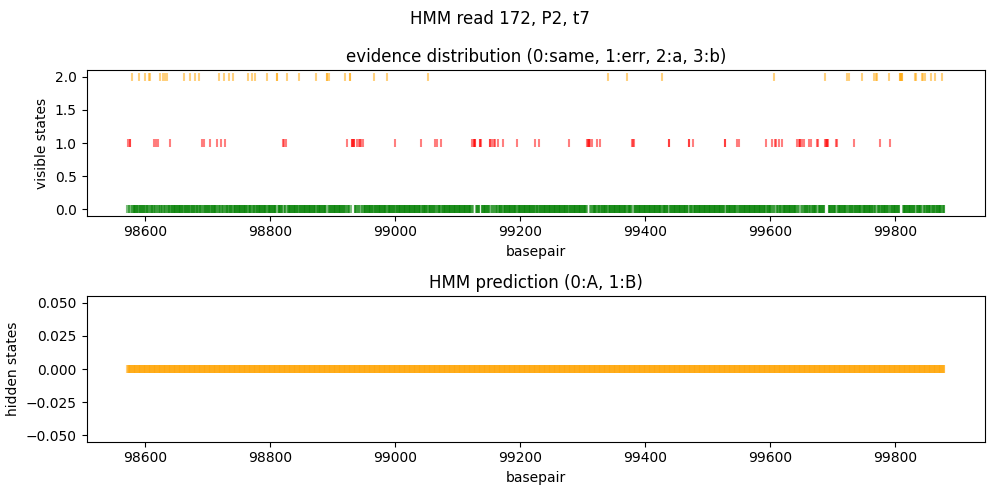 HMM read 172, P2, t7
evidence distribution (0:same, 1:err, 2:a, 3:b)
visible states
2.0
1.5
1.0
0.5
0.0
98600 98800 99000 99200 99400 99600 99800
basepair
HMM prediction (0:A, 1:B)
hidden states
0.050
0.025
0.000
−0.025
−0.050
98600 98800 99000 99200 99400 99600 99800
basepair